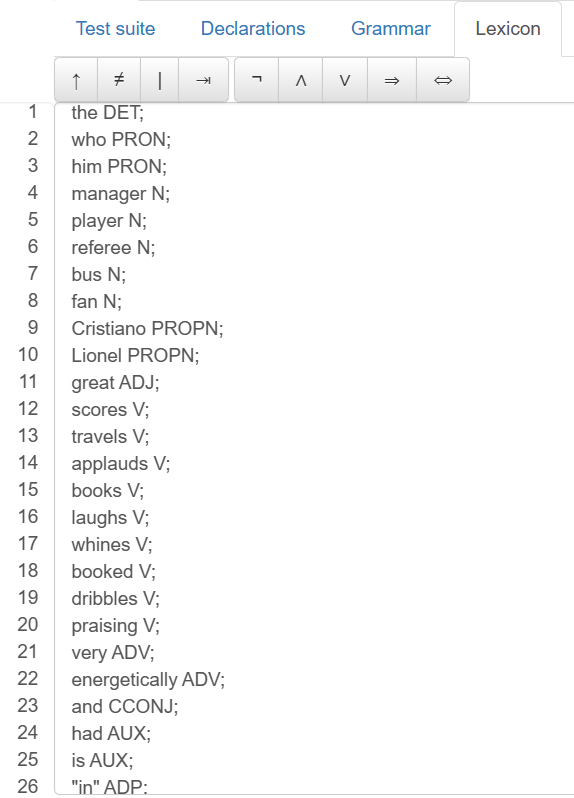 Test suite Declarations Grammar Lexicon
↑ ≠ | ⇥ ¬ ∧ ∨ ⇒ ⇔
1 the DET;
2 who PRON;
3 him PRON;
4 manager N;
5 player N;
6 referee N;
7 bus N;
8 fan N;
9 Cristiano PROPN;
10 Lionel PROPN;
11 great ADJ;
12 scores V;
13 travels V;
14 applauds V;
15 books V;
16 laughs V;
17 whines V;
18 booked V;
19 dribbles V;
20 praising V;
21 very ADV;
22 energetically ADV;
23 and CCONJ;
24 had AUX;
25 is AUX;
26 "in" ADP;